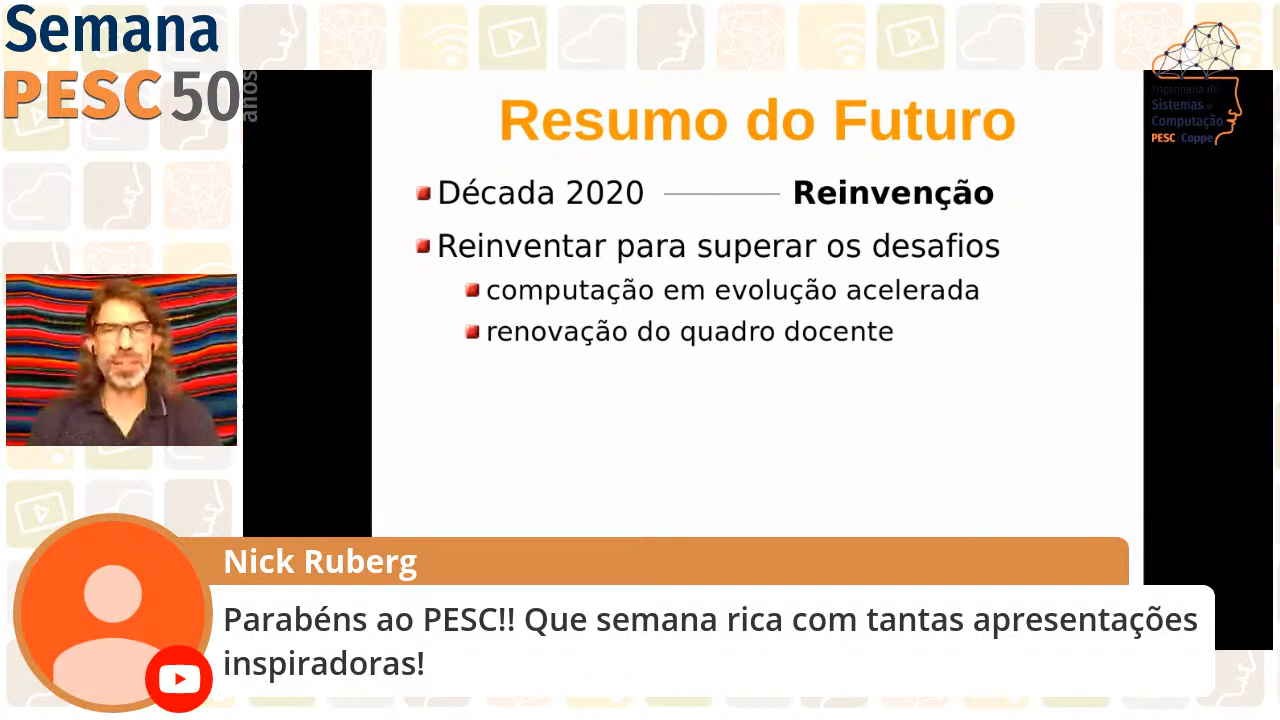 Semana
PESC 50
anos
Engenharia de
Sistemas e
Computação
PESC Coppe
Resumo do Futuro
Década 2020 Reinvenção
Reinventar para superar os desafios
computação em evolução acelerada
renovação do quadro docente
Nick Ruberg
Parabéns ao PESC!! Que semana rica com tantas apresentações
inspiradoras!